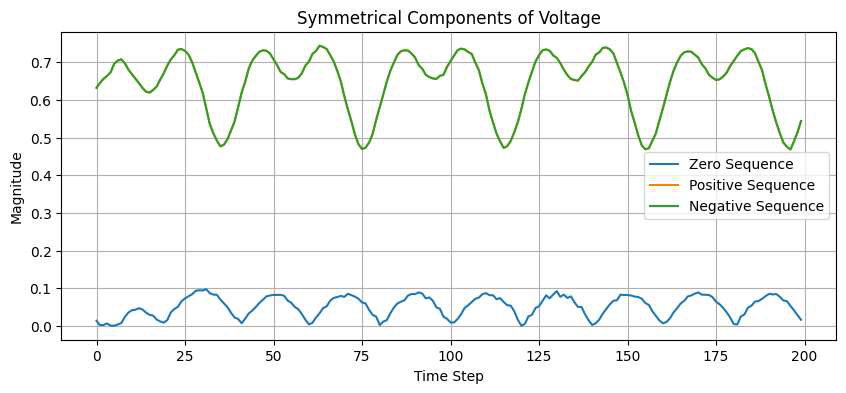 Symmetrical Components of Voltage
Magnitude
0.7
0.6
0.5
0.4
0.3
0.2
0.1
0.0
Zero Sequence
Positive Sequence
Negative Sequence
0 25 50 75 100 125 150 175 200
Time Step